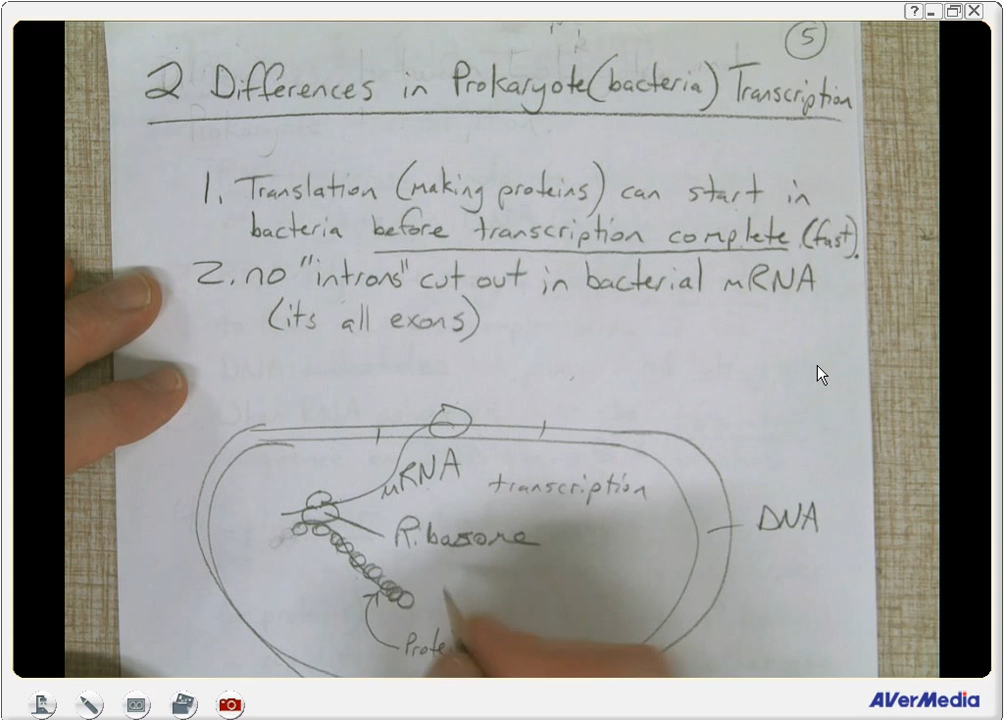 5
2 Differences in Prokaryote (bacteria) Transcription
1. Translation (making proteins) can start in
bacteria before transcription complete (fast).
2. no "introns" cut out in bacterial mRNA
(its all exons)
mRNA
transcription
Ribosome
DNA
Protein
AVerMedia